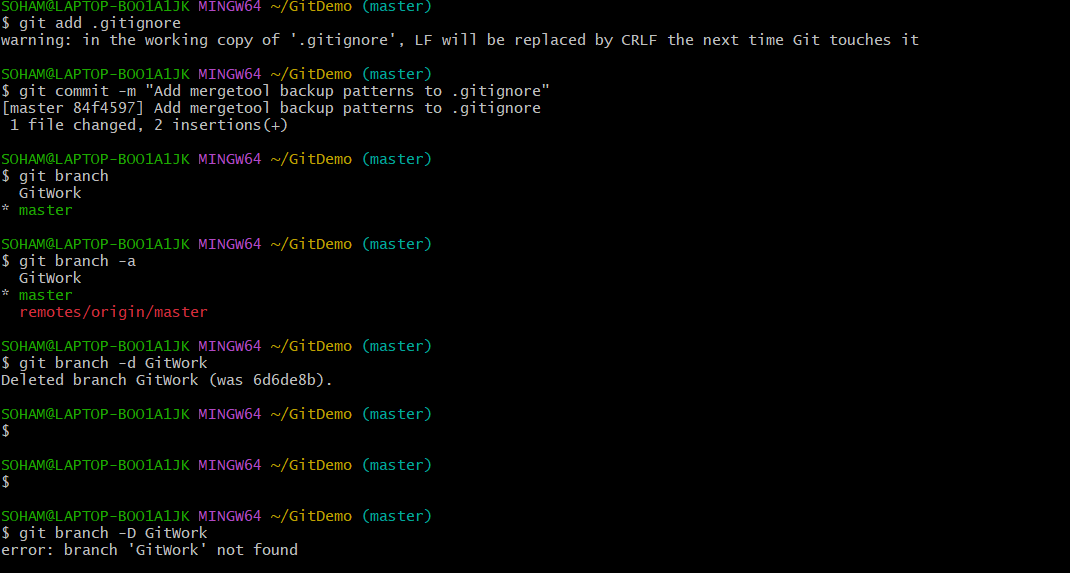 SOHAM@LAPTOP-BOO1A1JK MINGW64 ~/GitDemo (master)
$ git add .gitignore
warning: in the working copy of '.gitignore', LF will be replaced by CRLF the next time Git touches it
SOHAM@LAPTOP-BOO1A1JK MINGW64 ~/GitDemo (master)
$ git commit -m "Add mergetool backup patterns to .gitignore"
[master 84f4597] Add mergetool backup patterns to .gitignore
 1 file changed, 2 insertions(+)
SOHAM@LAPTOP-BOO1A1JK MINGW64 ~/GitDemo (master)
$ git branch
  GitWork
* master
SOHAM@LAPTOP-BOO1A1JK MINGW64 ~/GitDemo (master)
$ git branch -a
  GitWork
* master
  remotes/origin/master
SOHAM@LAPTOP-BOO1A1JK MINGW64 ~/GitDemo (master)
$ git branch -d GitWork
Deleted branch GitWork (was 6d6de8b).
SOHAM@LAPTOP-BOO1A1JK MINGW64 ~/GitDemo (master)
$
SOHAM@LAPTOP-BOO1A1JK MINGW64 ~/GitDemo (master)
$
SOHAM@LAPTOP-BOO1A1JK MINGW64 ~/GitDemo (master)
$ git branch -D GitWork
error: branch 'GitWork' not found